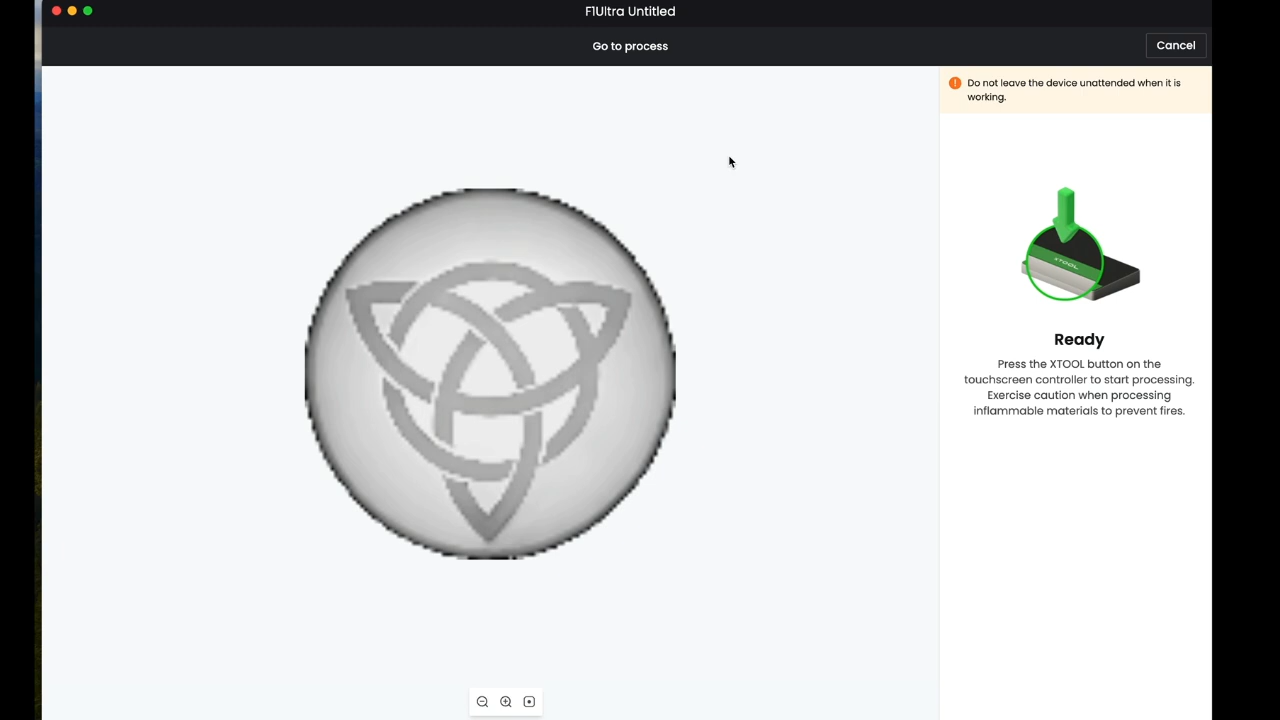 F1Ultra Untitled
Go to process
Cancel
Do not leave the device unattended when it is
working.
XTOOL
Ready
Press the XTOOL button on the
touchscreen controller to start processing.
Exercise caution when processing
inflammable materials to prevent fires.